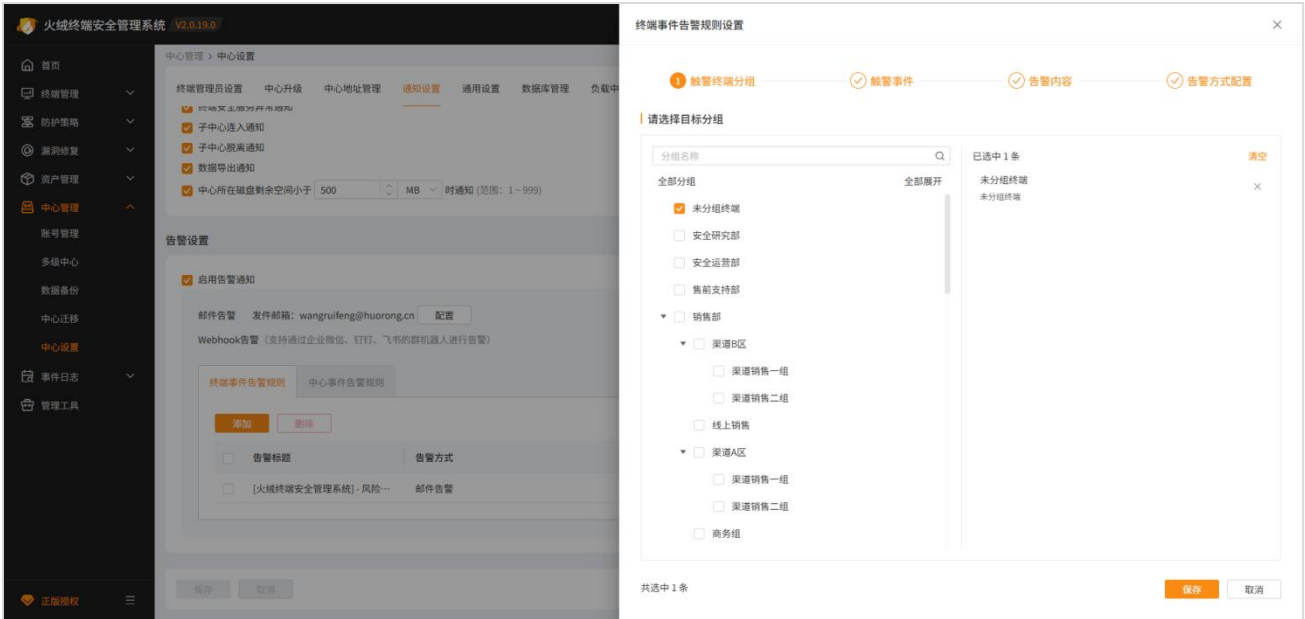 火绒终端安全管理系统 V2.0.19.0
首页
终端管理
防护策略
漏洞修复
资产管理
中心管理
账号管理
多级中心
数据备份
中心迁移
中心设置
事件日志
管理工具
正版授权
中心管理 > 中心设置
终端管理员设置 中心升级 中心地址管理 通知设置 通用设置 数据库管理 负载中
终端安全服务异常通知
子中心连入通知
子中心脱离通知
数据导出通知
中心所在磁盘剩余空间小于 500 MB 时通知 (范围: 1~999)
告警设置
启用告警通知
邮件告警 发件邮箱: wangruifeng@huorong.cn 配置
Webhook告警 (支持通过企业微信、钉钉、飞书的群机器人进行告警)
终端事件告警规则 中心事件告警规则
添加 删除
告警标题 告警方式
[火绒终端安全管理系统] - 风险… 邮件告警
保存 取消
终端事件告警规则设置
1 触警终端分组 触警事件 告警内容 告警方式配置
请选择目标分组
分组名称
全部分组 全部展开
未分组终端
安全研究部
安全运营部
售前支持部
销售部
渠道B区
渠道销售一组
渠道销售二组
线上销售
渠道A区
渠道销售一组
渠道销售二组
商务组
已选中 1 条 清空
未分组终端
未分组终端
共选中 1 条
保存 取消